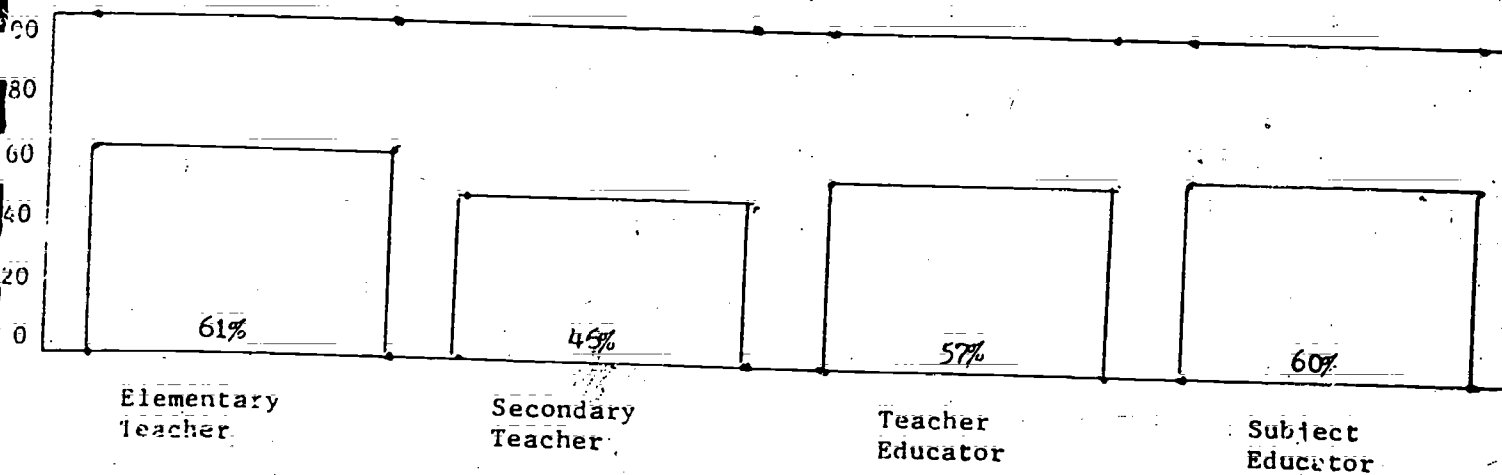 80
60
40
20
0
61%
45%
57%
60%
Elementary
Teacher
Secondary
Teacher
Teacher
Educator
Subject
Educator